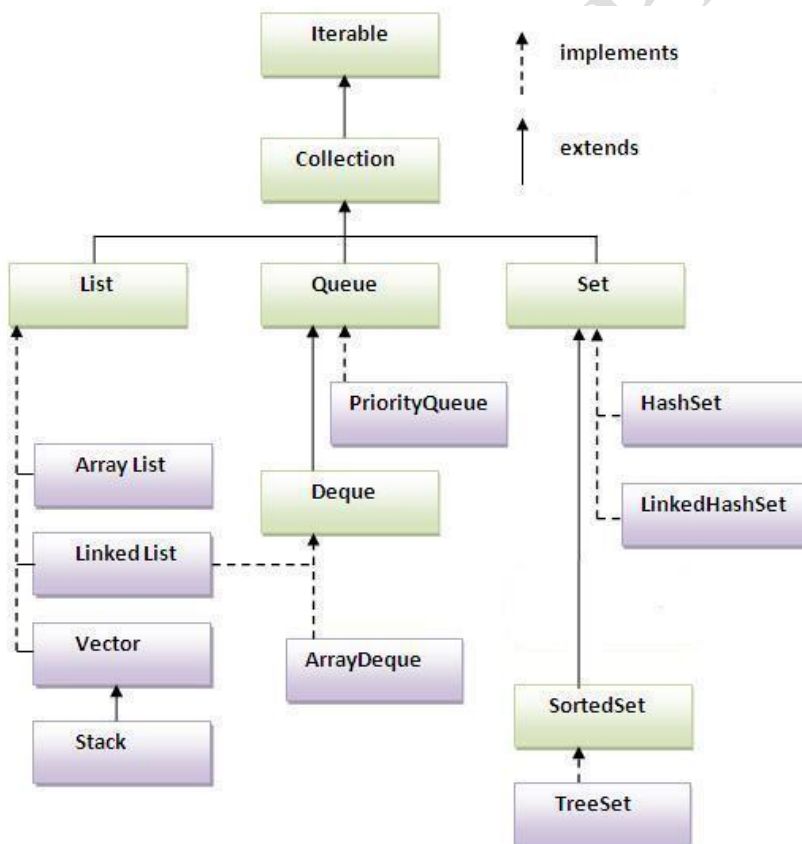 Iterable
implements
Collection
extends
List
Queue
Set
PriorityQueue
HashSet
Array List
Deque
LinkedHashSet
Linked List
Vector
ArrayDeque
SortedSet
Stack
TreeSet